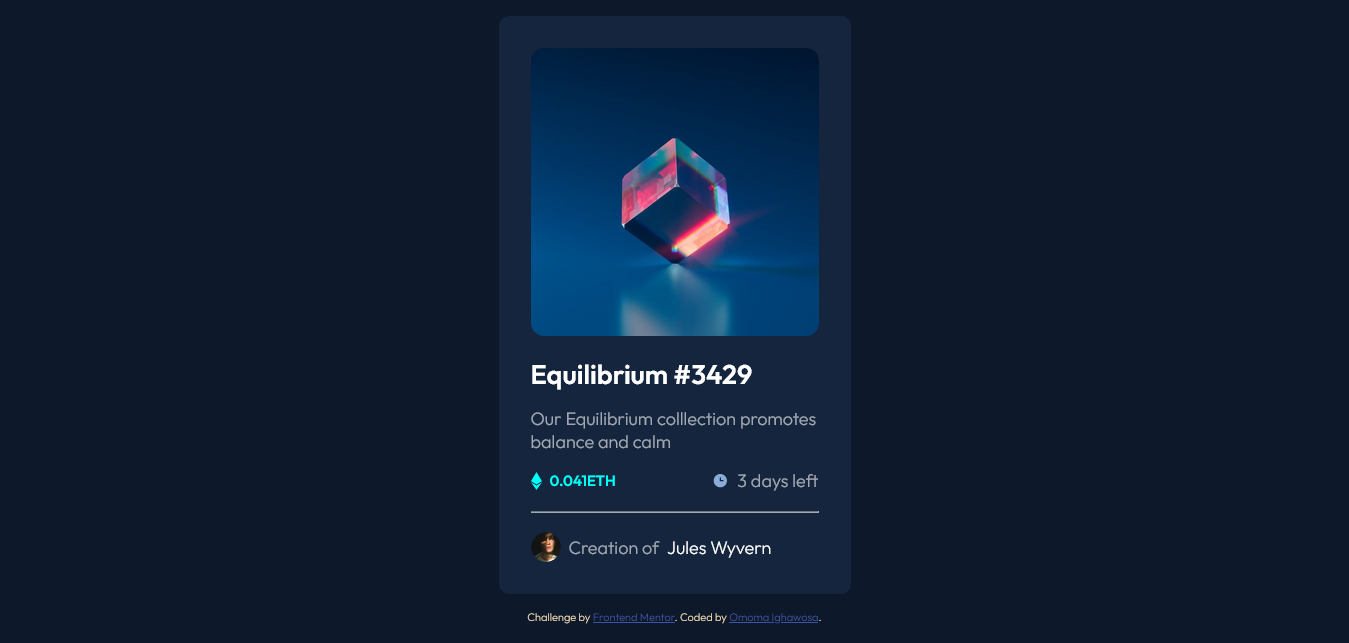 Equilibrium #3429
Our Equilibrium colllection promotes
balance and calm
0.041ETH 3 days left
Creation of Jules Wyvern
Challenge by Frontend Mentor. Coded by Omoma Ighawosa.